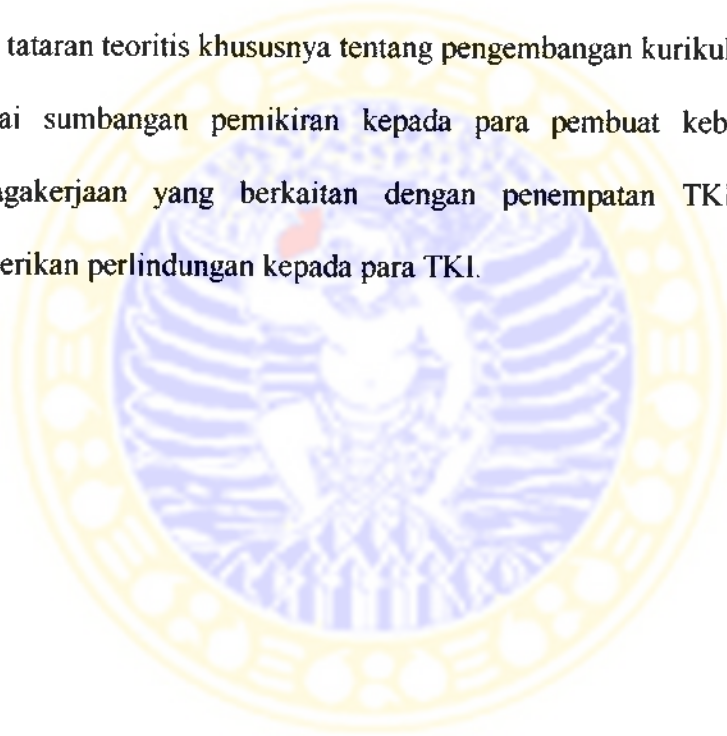 tataran teoritis khususnya tentang pengembangan kurikul
ai sumbangan pemikiran kepada para pembuat keb
agakerjaan yang berkaitan dengan penempatan TKI
erikan perlindungan kepada para TKI.